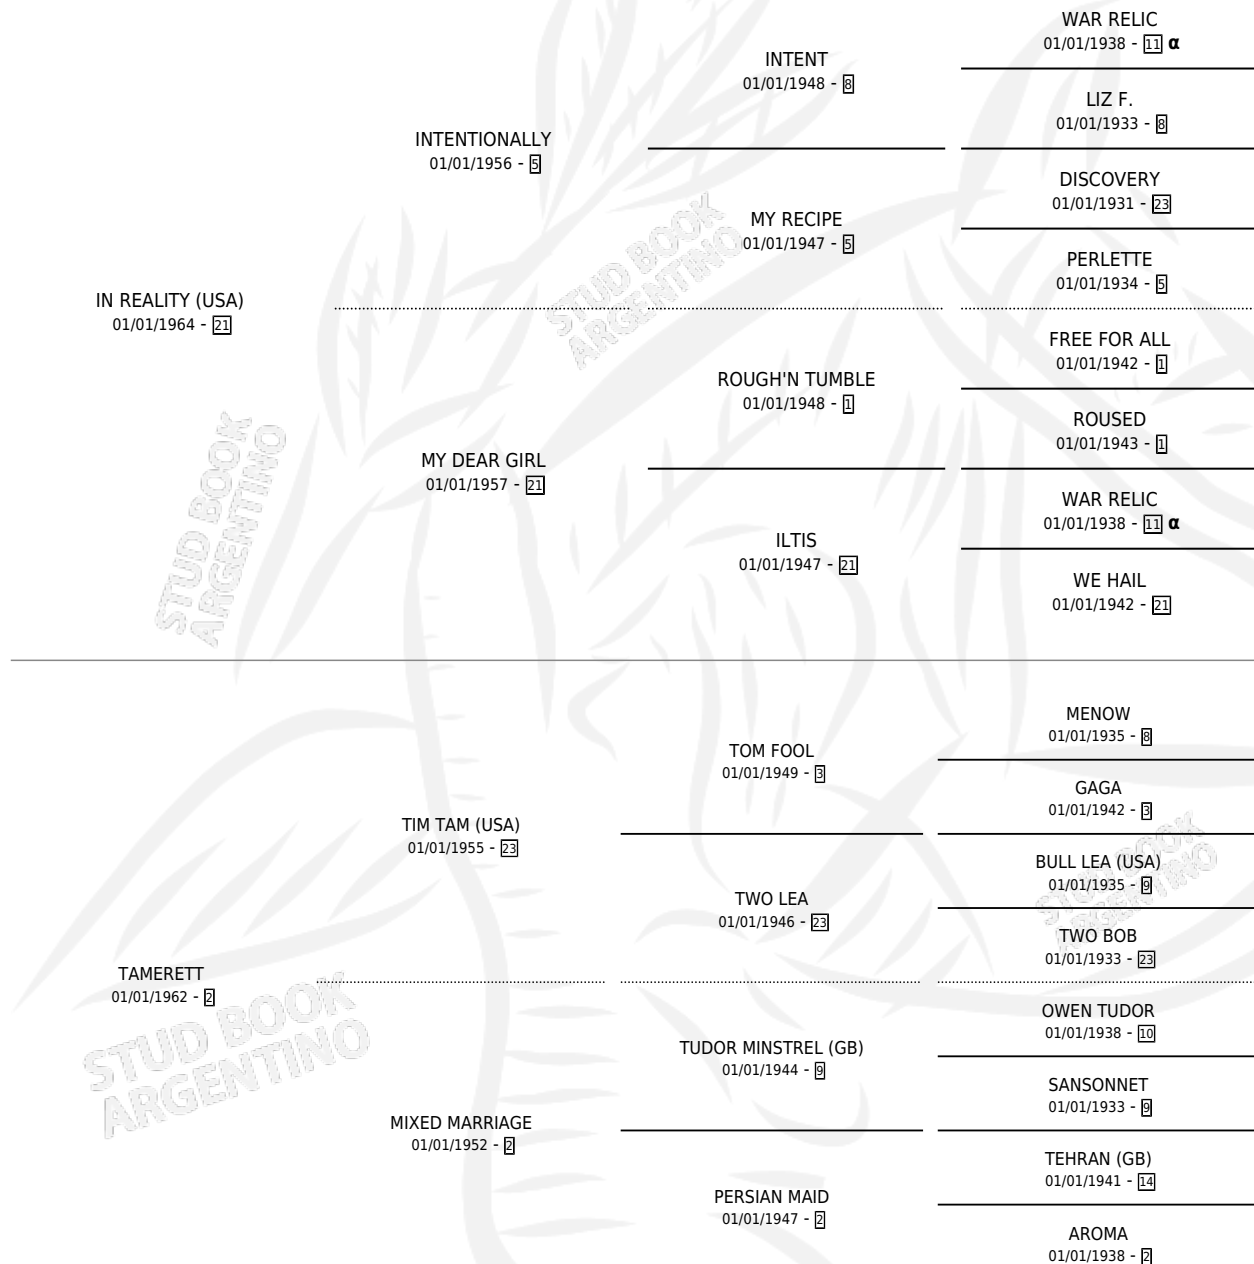 WAR RELIC
01/01/1938 - 11 α
INTENT
01/01/1948 - 8
LIZ F.
01/01/1933 - 8
INTENTIONALLY
01/01/1956 - 5
DISCOVERY
01/01/1931 - 23
MY RECIPE
01/01/1947 - 5
PERLETTE
01/01/1934 - 5
IN REALITY (USA)
01/01/1964 - 21
FREE FOR ALL
01/01/1942 - 1
ROUGH'N TUMBLE
01/01/1948 - 1
ROUSED
01/01/1943 - 1
MY DEAR GIRL
01/01/1957 - 21
WAR RELIC
01/01/1938 - 11 α
ILTIS
01/01/1947 - 21
WE HAIL
01/01/1942 - 21
MENOW
01/01/1935 - 8
TOM FOOL
01/01/1949 - 3
GAGA
01/01/1942 - 3
TIM TAM (USA)
01/01/1955 - 23
BULL LEA (USA)
01/01/1935 - 9
TWO LEA
01/01/1946 - 23
TWO BOB
01/01/1933 - 23
TAMERETT
01/01/1962 - 2
OWEN TUDOR
01/01/1938 - 10
TUDOR MINSTREL (GB)
01/01/1944 - 9
SANSONNET
01/01/1933 - 9
MIXED MARRIAGE
01/01/1952 - 2
TEHRAN (GB)
01/01/1941 - 14
PERSIAN MAID
01/01/1947 - 2
AROMA
01/01/1938 - 2
STUD BOOK
ARGENTINO
STUD BOOK
ARGENTINO
STUD BOOK
ARGENTINO
STUD BOOK
ARGENTINO